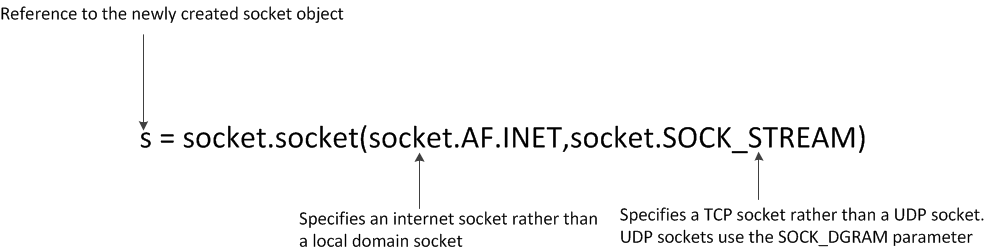 Reference to the newly created socket object
s = socket.socket(socket.AF.INET,socket.SOCK_STREAM)
Specifies an internet socket rather than
a local domain socket
Specifies a TCP socket rather than a UDP socket.
UDP sockets use the SOCK_DGRAM parameter